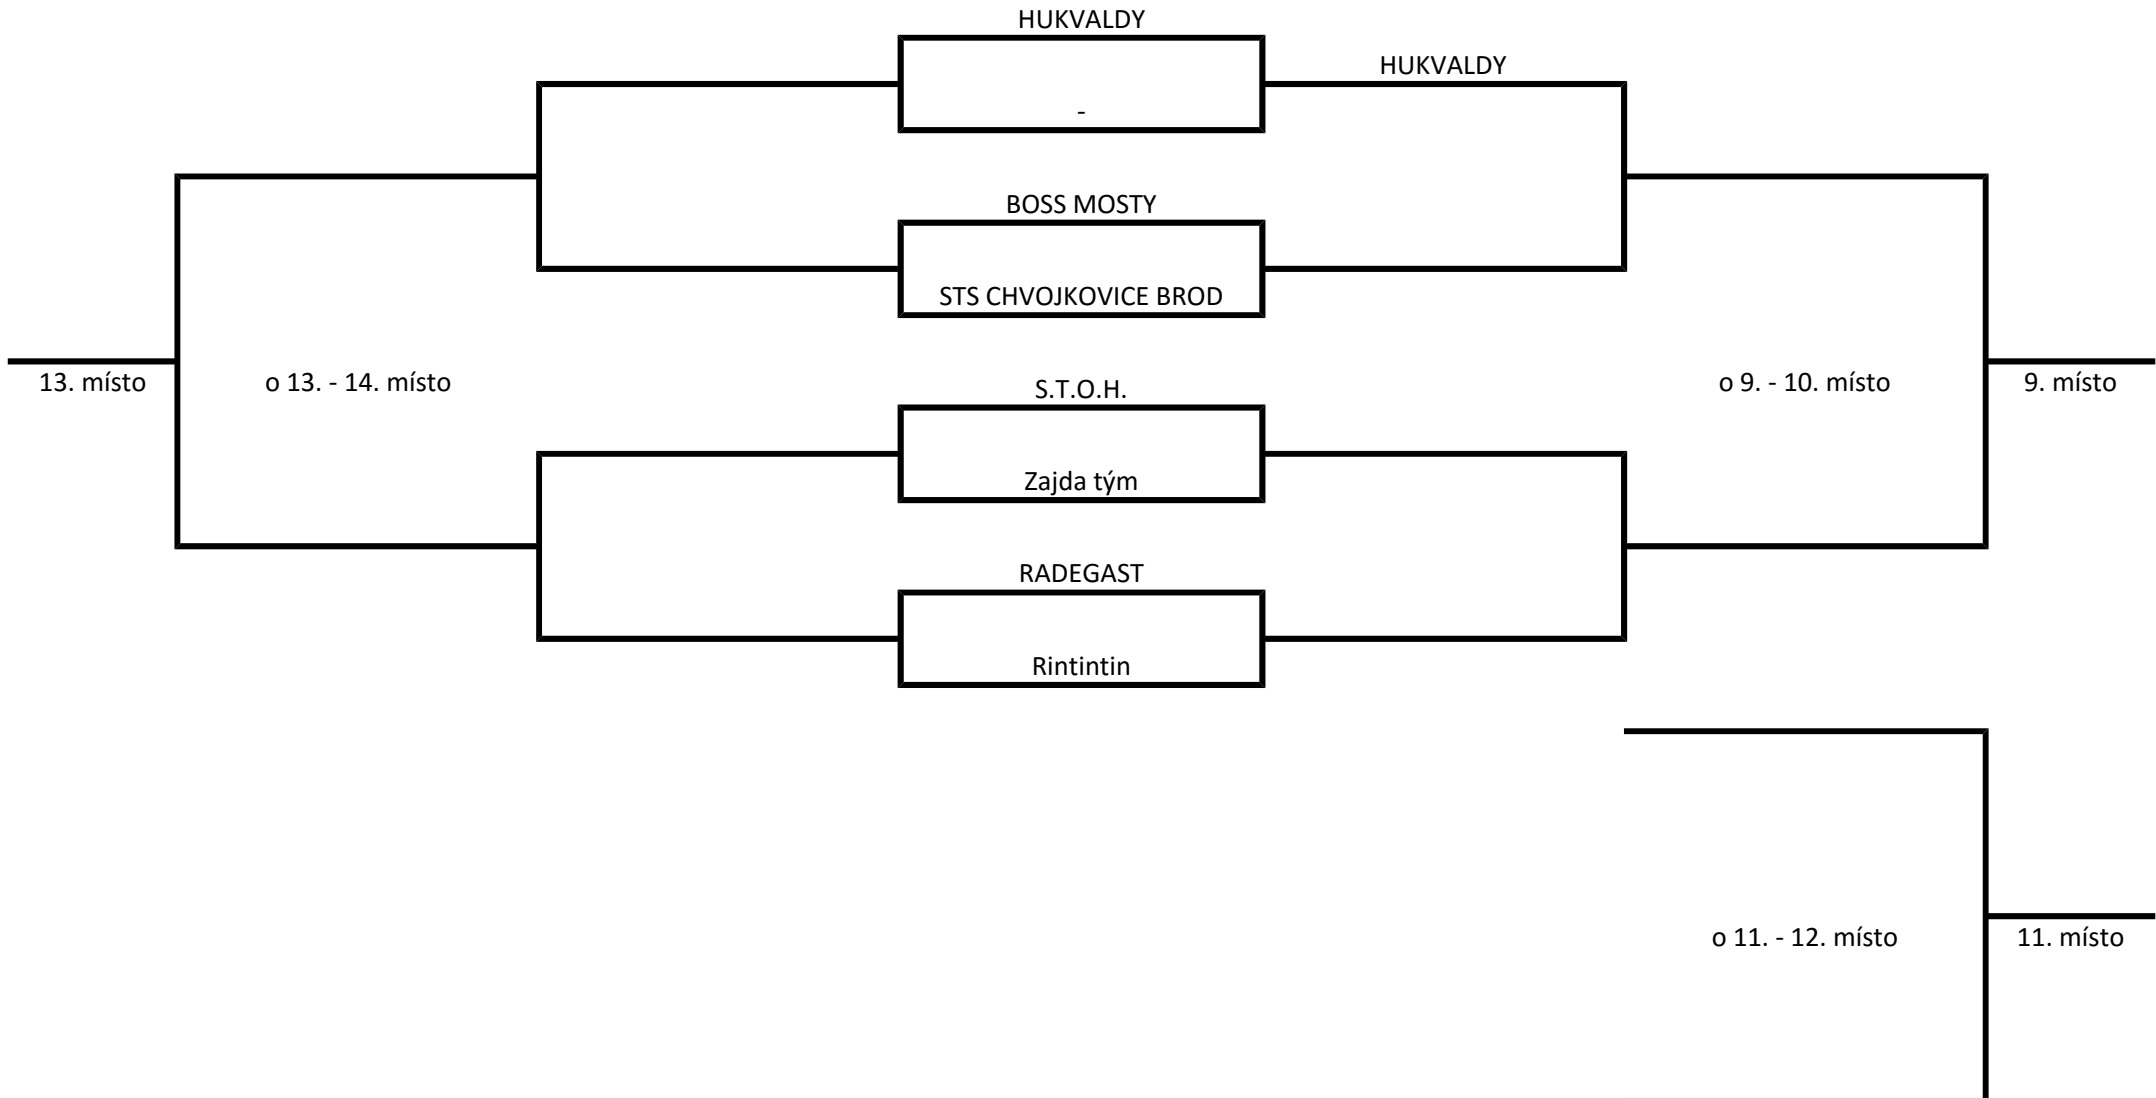 HUKVALDY
HUKVALDY
-
BOSS MOSTY
STS CHVOJKOVICE BROD
13. místo
o 13. - 14. místo
S.T.O.H.
o 9. - 10. místo
9. místo
Zajda tým
RADEGAST
Rintintin
o 11. - 12. místo
11. místo